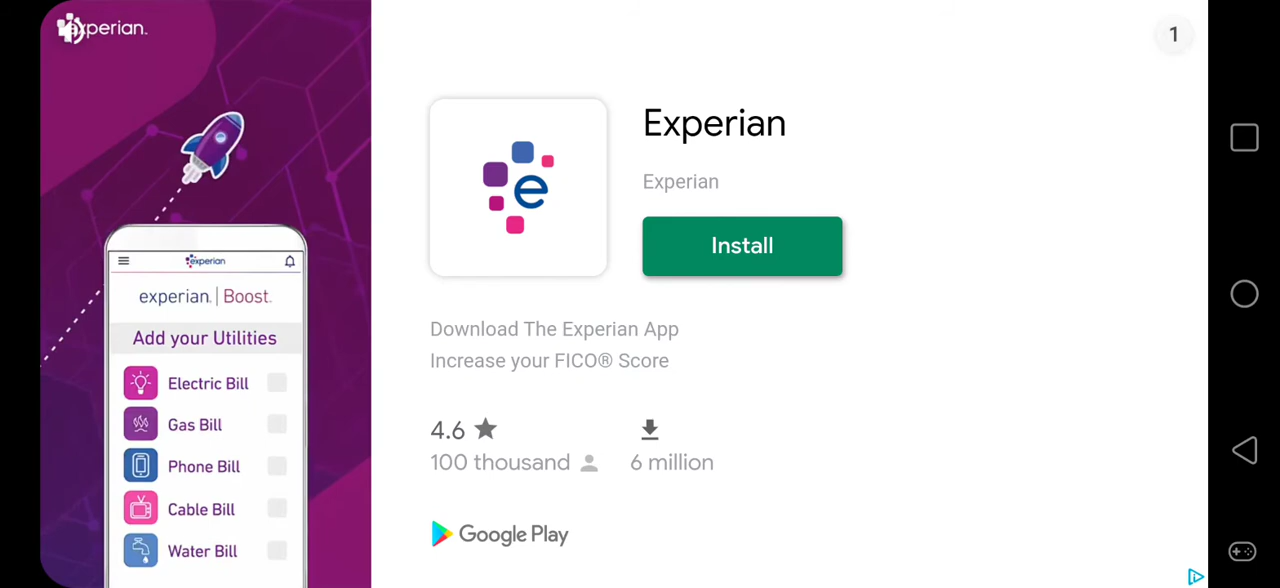 experian.
experian
experian. | Boost.
Add your Utilities
Electric Bill
Gas Bill
Phone Bill
Cable Bill
Water Bill
1
e
Experian
Experian
Install
Download The Experian App
Increase your FICO® Score
4.6
100 thousand
6 million
Google Play